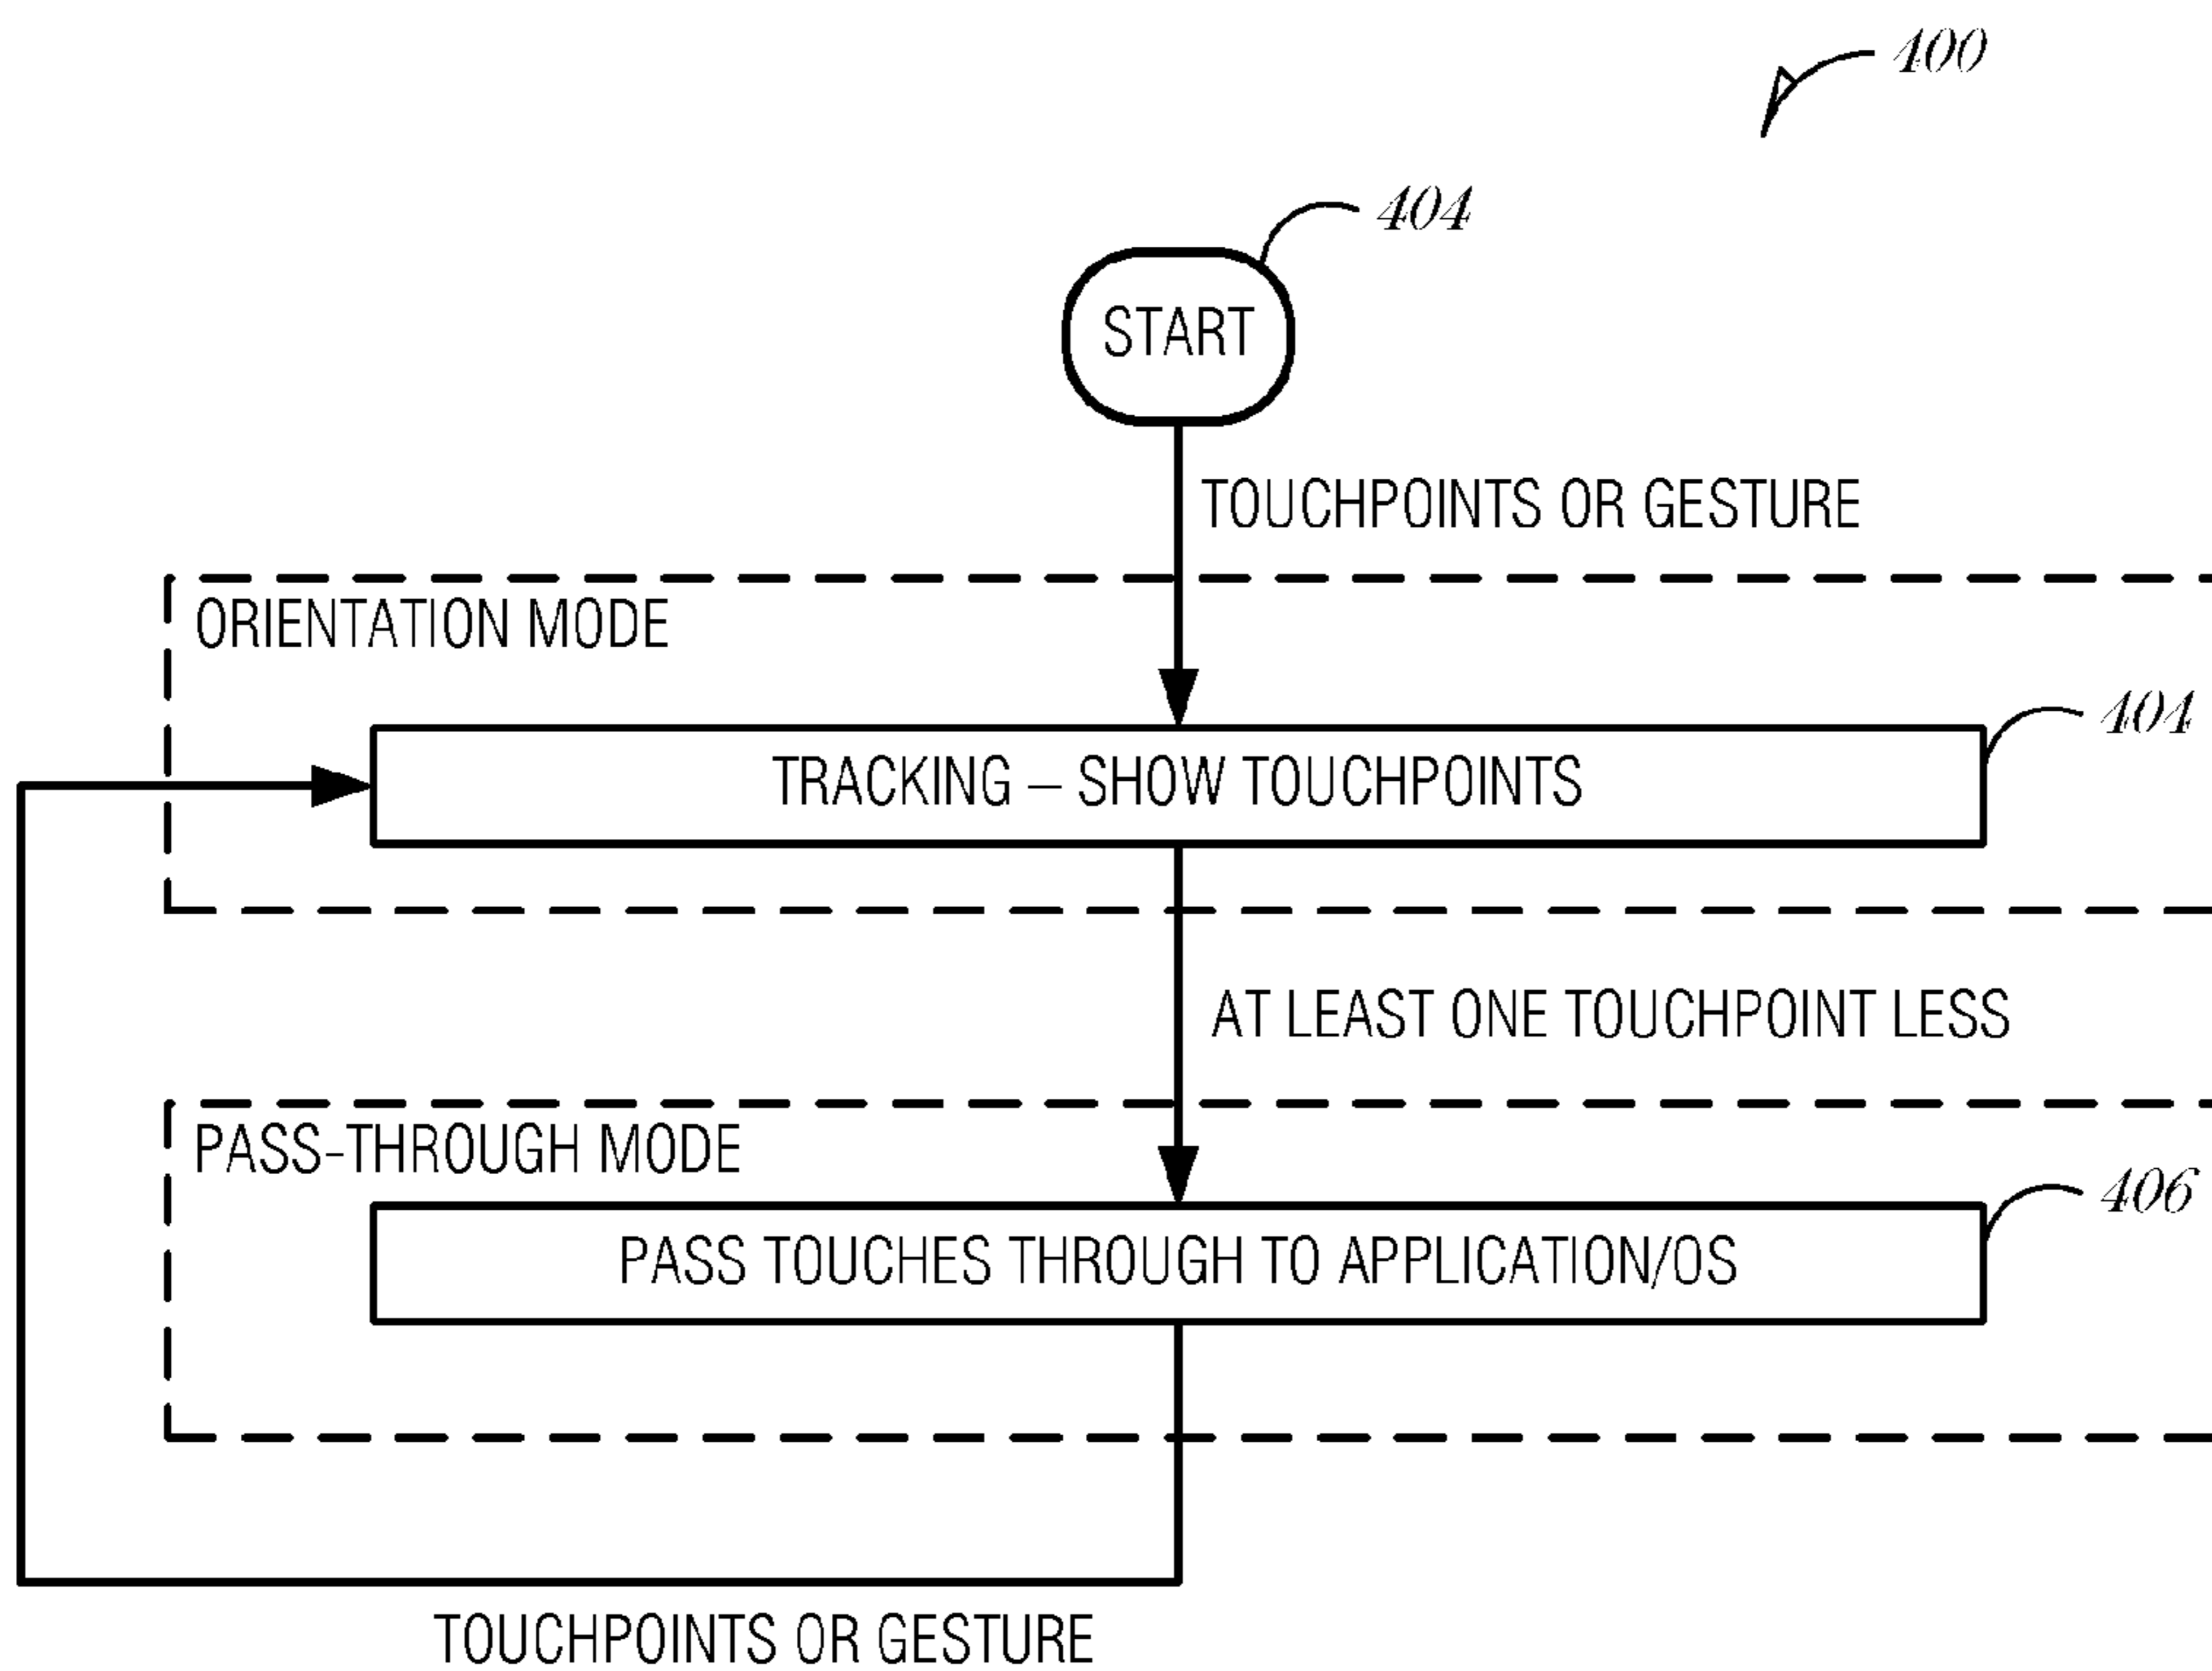 400
404
START
TOUCHPOINTS OR GESTURE
ORIENTATION MODE
404
TRACKING – SHOW TOUCHPOINTS
AT LEAST ONE TOUCHPOINT LESS
PASS-THROUGH MODE
406
PASS TOUCHES THROUGH TO APPLICATION/OS
TOUCHPOINTS OR GESTURE